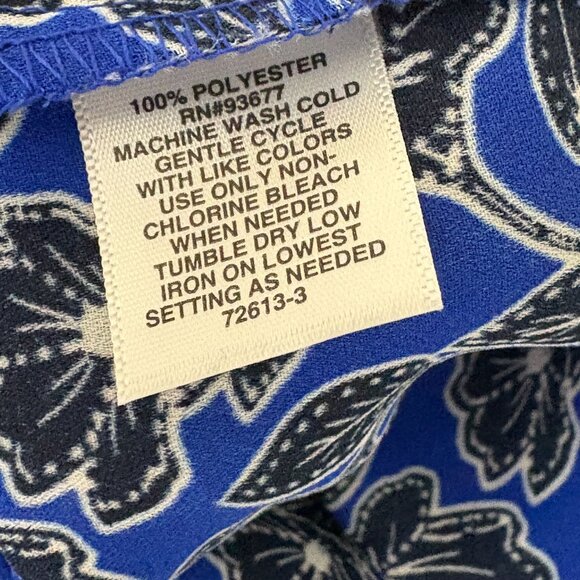 100% POLYESTER
RN#93677
MACHINE WASH COLD
GENTLE CYCLE
WITH LIKE COLORS
USE ONLY NON-
CHLORINE BLEACH
WHEN NEEDED
TUMBLE DRY LOW
IRON ON LOWEST
SETTING AS NEEDED
72613-3